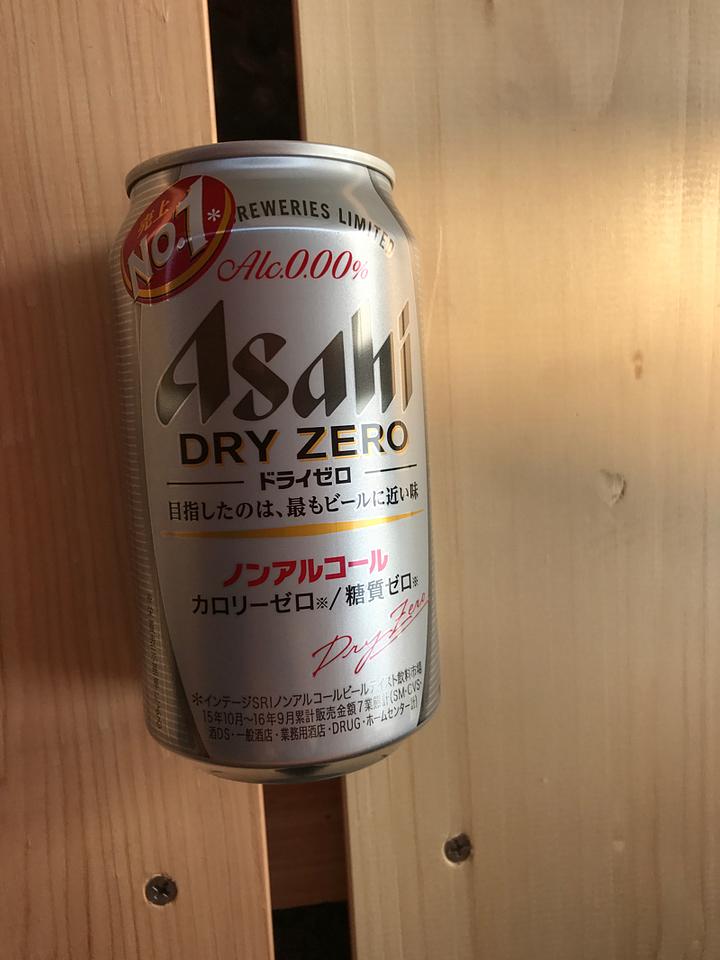 売上
NO.1*
REWERIES LIMITED
Alc.0.00%
Asahi
DRY ZERO
ドライゼロ
目指したのは、最もビールに近い味
ノンアルコール
カロリーゼロ※/糖質ゼロ※
Dry Zero
＊インテージSRIノンアルコールビールテイスト飲料市場
15年10月～16年9月累計販売金額7業態計(SM・CVS・
酒DS・一般酒店・業務用酒店・DRUG・ホームセンター計)